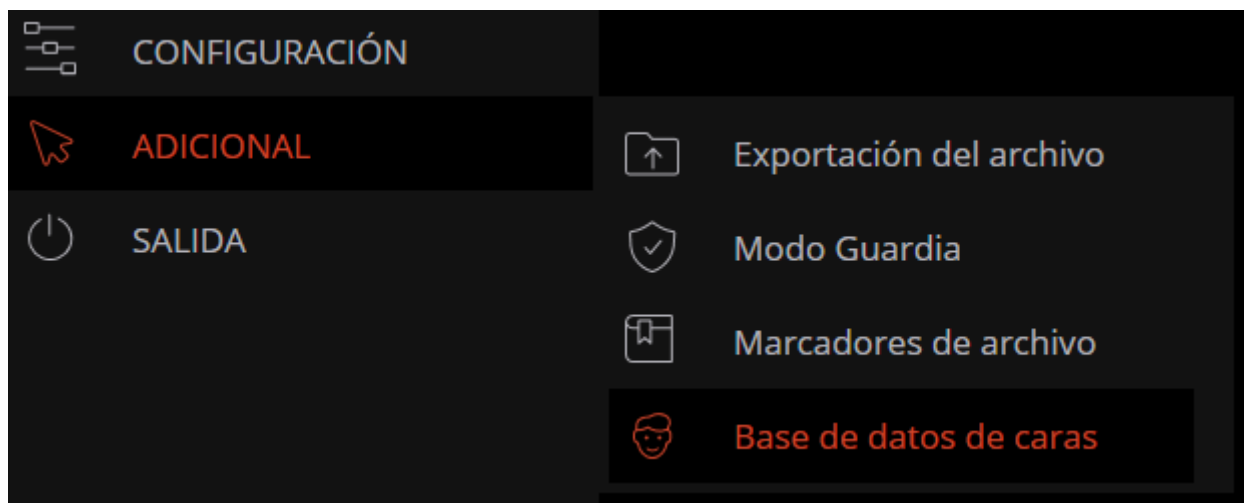 CONFIGURACIÓN
ADICIONAL
SALIDA
Exportación del archivo
Modo Guardia
Marcadores de archivo
Base de datos de caras